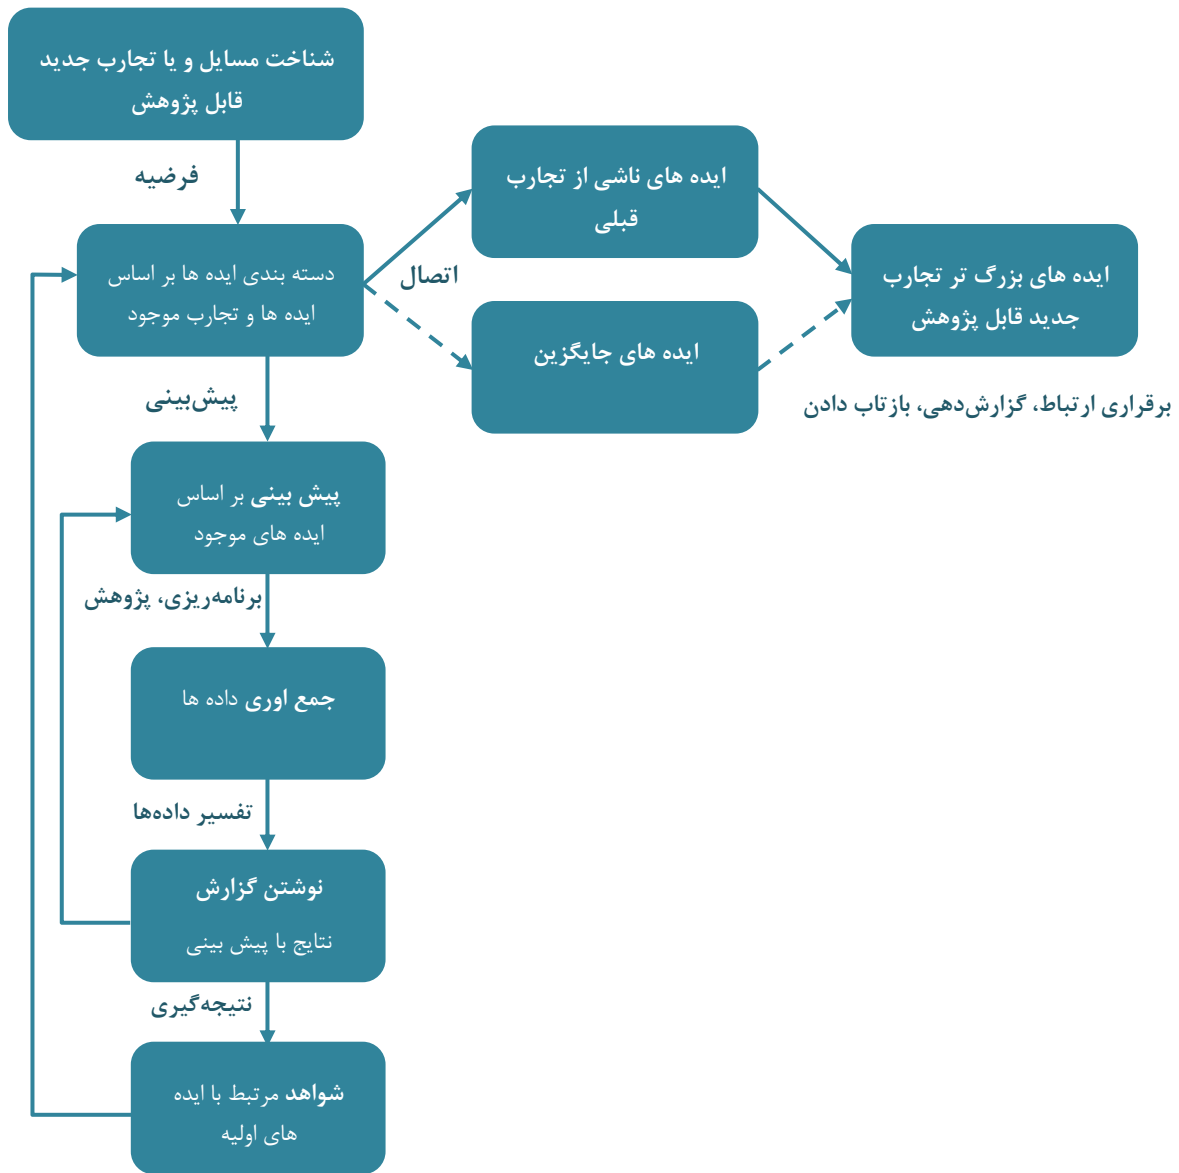 شناخت مسایل و یا تجارب جدید
قابل پژوهش
فرضیه
ایده های ناشی از تجارب
قبلی
دسته بندی ایده ها بر اساس
ایده ها و تجارب موجود
اتصال
ایده های بزرگ تر تجارب
جدید قابل پژوهش
ایده های جایگزین
پیش‌بینی
برقراری ارتباط، گزارش‌دهی، بازتاب دادن
پیش بینی بر اساس
ایده های موجود
برنامه‌ریزی، پژوهش
جمع اوری داده ها
تفسیر داده‌ها
نوشتن گزارش
نتایج با پیش بینی
نتیجه‌گیری
شواهد مرتبط با ایده
های اولیه